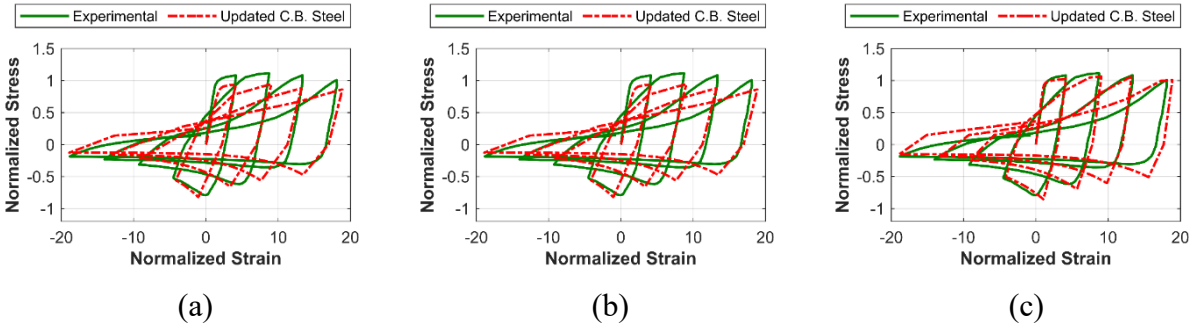 Experimental Updated C.B. Steel
1.5
1
0.5
0
-0.5
-1
Normalized Stress
-20 -10 0 10 20
Normalized Strain
(a)
Experimental Updated C.B. Steel
1.5
1
0.5
0
-0.5
-1
Normalized Stress
-20 -10 0 10 20
Normalized Strain
(b)
Experimental Updated C.B. Steel
1.5
1
0.5
0
-0.5
-1
Normalized Stress
-20 -10 0 10 20
Normalized Strain
(c)